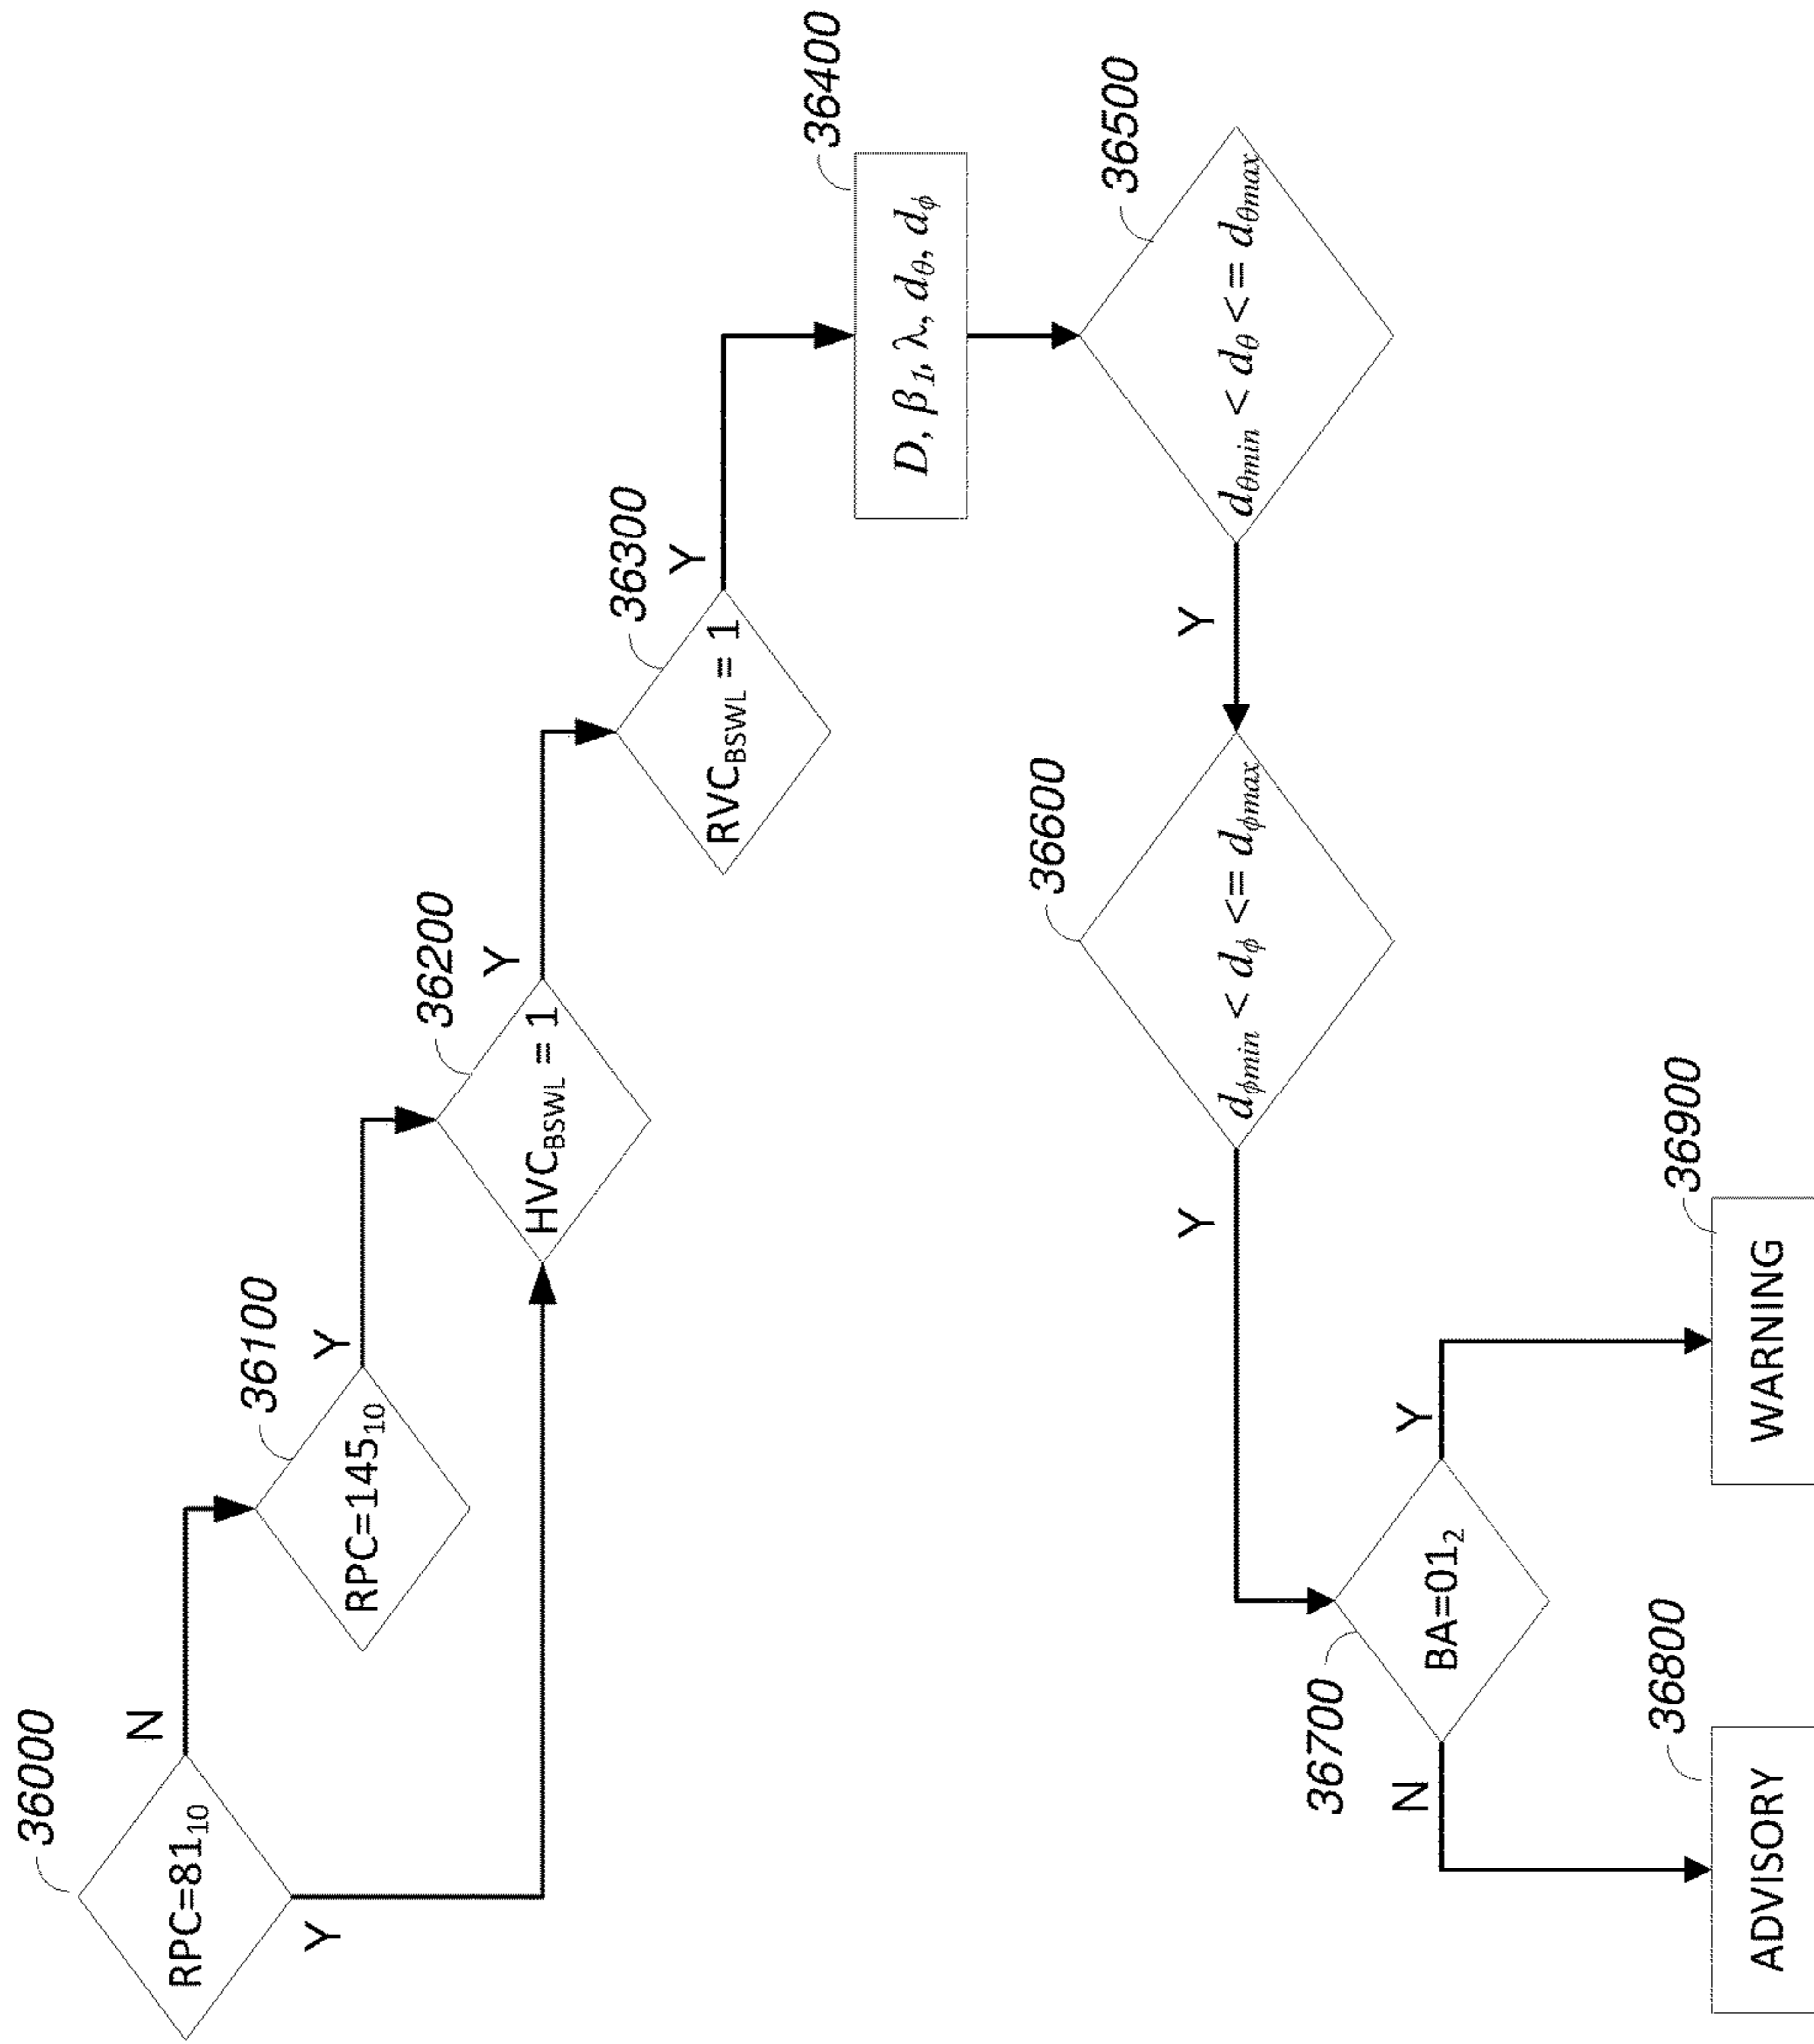 36000
RPC=81₁₀
N
Y
36100
RPC=145₁₀
Y
36200
HVC_BSWL = 1
Y
36300
RVC_BSWL = 1
Y
36400
D, β₁, λ, d_θ, d_ϕ
36500
d_θmin < d_θ <= d_θmax
Y
36600
d_ϕmin < d_ϕ <= d_ϕmax
Y
36700
BA=01₂
N
Y
36800
ADVISORY
36900
WARNING